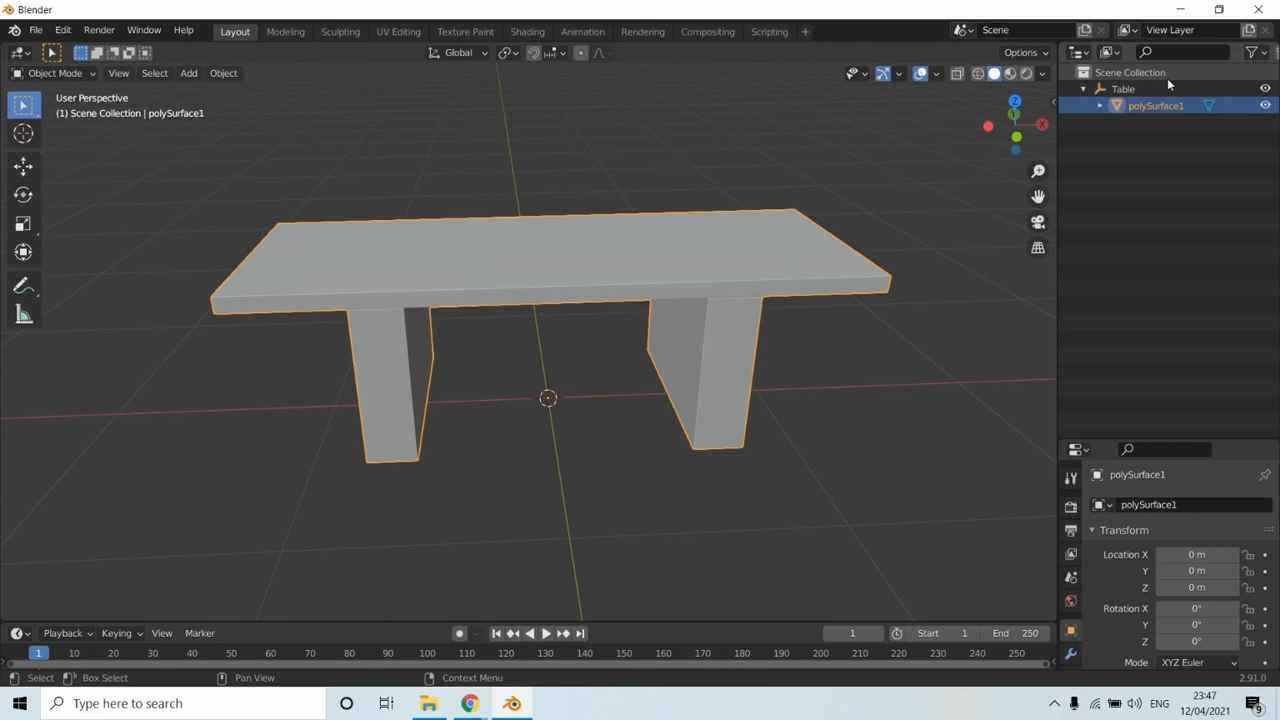 Blender
File Edit Render Window Help Layout Modeling Sculpting UV Editing Texture Paint Shading Animation Rendering Compositing Scripting + Scene View Layer
Global Options
Object Mode View Select Add Object
Scene Collection
Table
polySurface1
User Perspective
(1) Scene Collection | polySurface1
Z
Y
X
polySurface1
polySurface1
Transform
Location X 0 m
Y 0 m
Z 0 m
Rotation X 0°
Y 0°
Z 0°
Mode XYZ Euler
Playback Keying View Marker 1 Start 1 End 250
1 10 20 30 40 50 60 70 80 90 100 110 120 130 140 150 160 170 180 190 200 210 220 230 240 250
Select Box Select Pan View Context Menu 2.91.0
Type here to search
ENG
23:47
12/04/2021
9